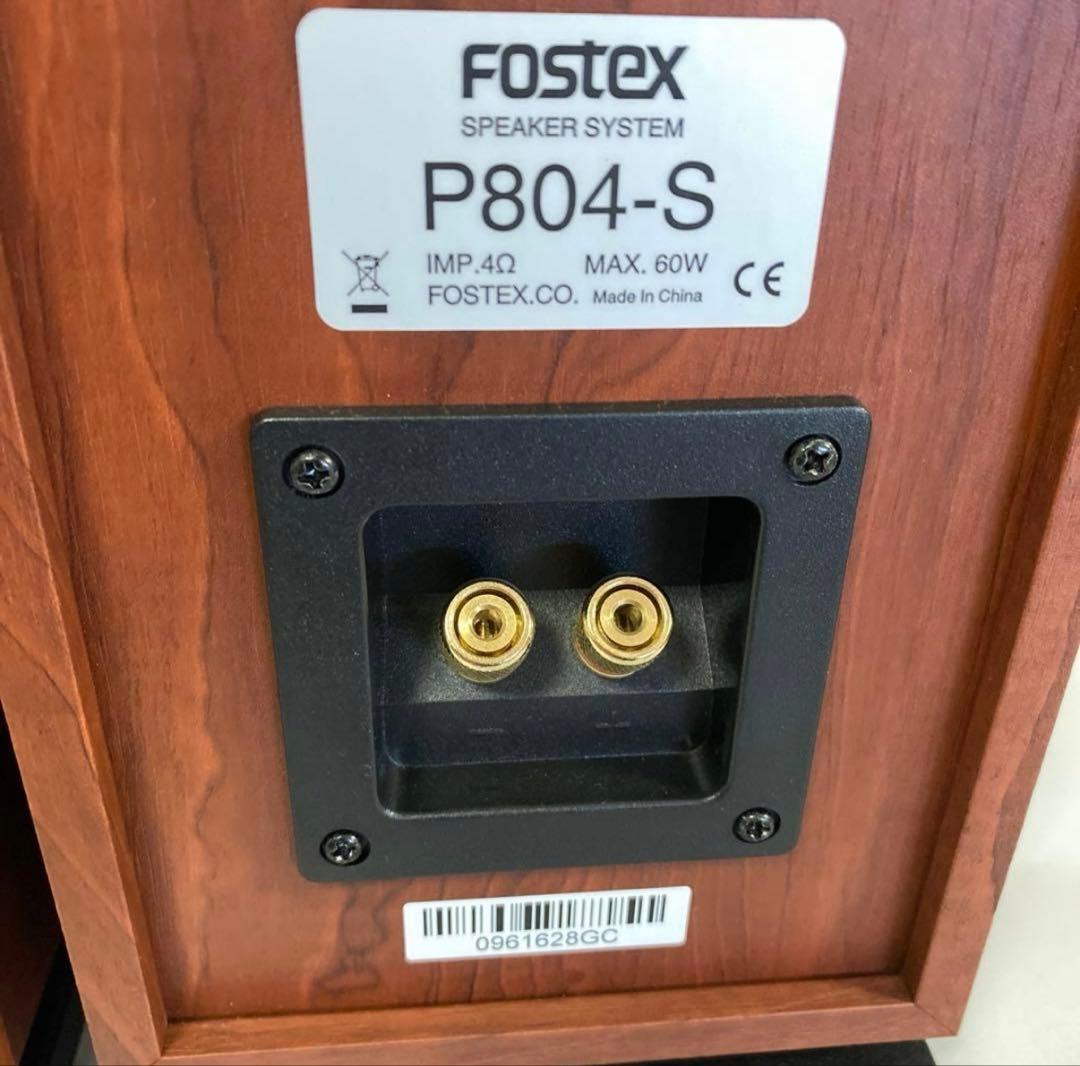 FOSTEX
SPEAKER SYSTEM
P804-S
IMP.4Ω MAX. 60W
FOSTEX.CO. Made In China CE
− +
0961628GC